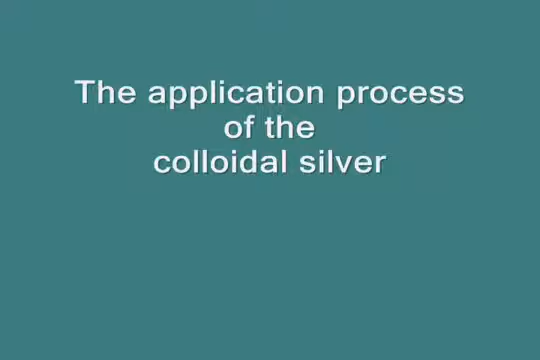 The application process
of the
colloidal silver